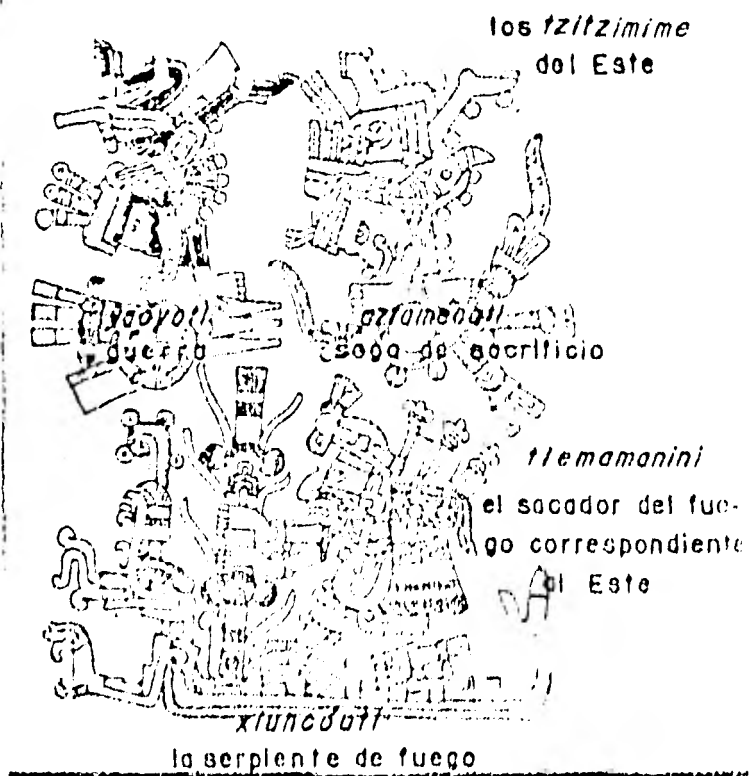 los tzitzimime
del Este
yaoyotl
guerra
aztamecatl
soga de sacrificio
tlemamanini
el sacador del fue-
go correspondiente
al Este
xiuhcoatl
la serpiente de fuego